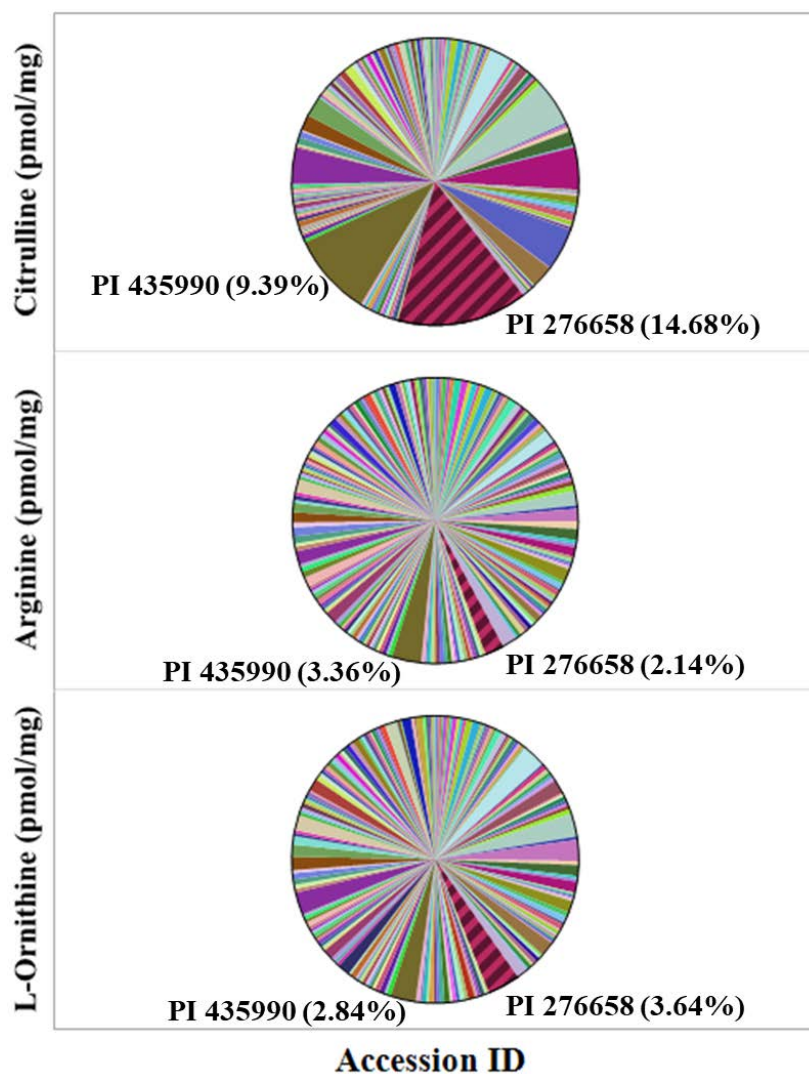 Citrulline (pmol/mg)
PI 435990 (9.39%)
PI 276658 (14.68%)
Arginine (pmol/mg)
PI 435990 (3.36%)
PI 276658 (2.14%)
L-Ornithine (pmol/mg)
PI 435990 (2.84%)
PI 276658 (3.64%)
Accession ID